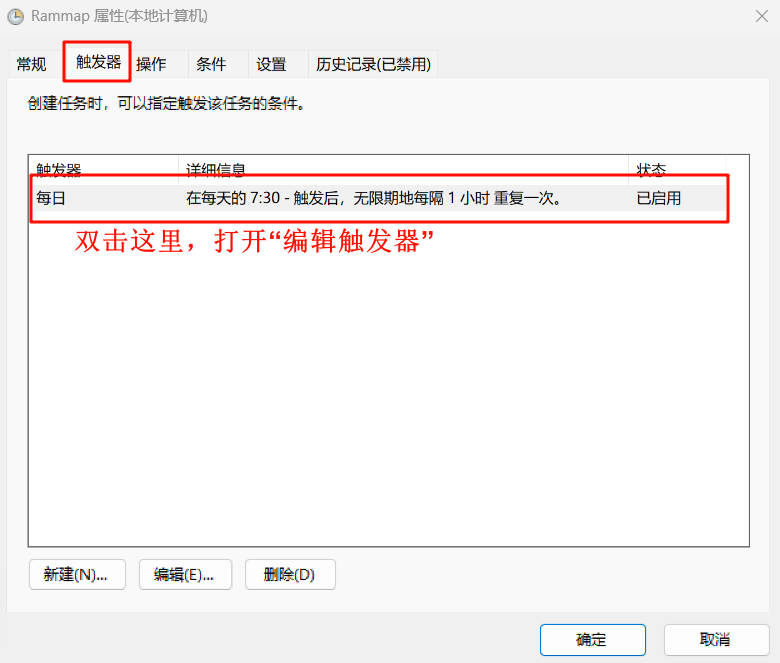 Rammap 属性(本地计算机)
常规 触发器 操作 条件 设置 历史记录(已禁用)
创建任务时，可以指定触发该任务的条件。
触发器 详细信息 状态
每日 在每天的 7:30 - 触发后，无限期地每隔 1 小时 重复一次。 已启用
双击这里，打开“编辑触发器”
新建(N)... 编辑(E)... 删除(D)
确定 取消